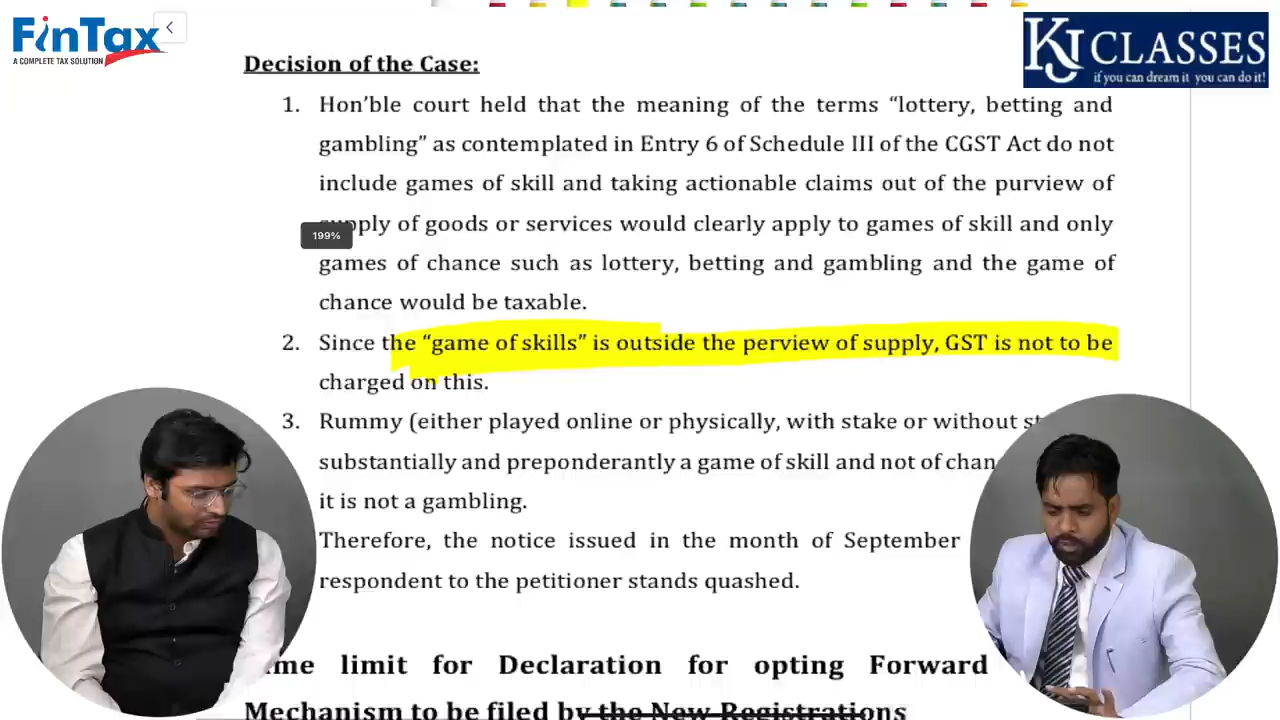 FinTax
A COMPLETE TAX SOLUTION
KJ CLASSES
if you can dream it you can do it!
Decision of the Case:
1. Hon’ble court held that the meaning of the terms “lottery, betting and
gambling” as contemplated in Entry 6 of Schedule III of the CGST Act do not
include games of skill and taking actionable claims out of the purview of
supply of goods or services would clearly apply to games of skill and only
199%
games of chance such as lottery, betting and gambling and the game of
chance would be taxable.
2. Since the “game of skills” is outside the perview of supply, GST is not to be
charged on this.
3. Rummy (either played online or physically, with stake or without
substantially and preponderantly a game of skill and not of
it is not a gambling.
Therefore, the notice issued in the month of September
respondent to the petitioner stands quashed.
limit for Declaration for opting Forward
Mechanism to be filed by the New Registrations